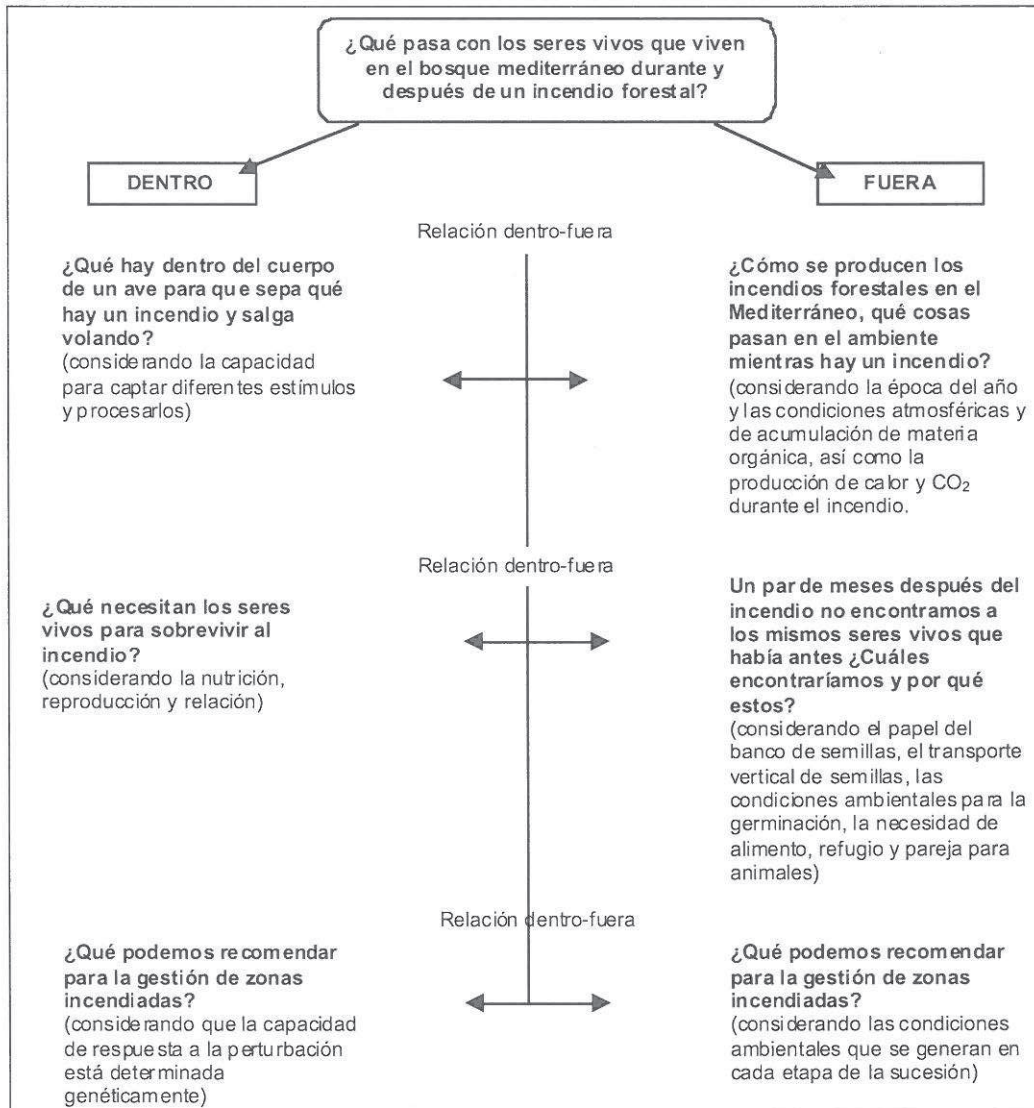 ¿Qué pasa con los seres vivos que viven
en el bosque mediterráneo durante y
después de un incendio forestal?
DENTRO
FUERA
Relación dentro-fuera
¿Qué hay dentro del cuerpo
de un ave para que sepa qué
hay un incendio y salga
volando?
(considerando la capacidad
para captar diferentes estímulos
y procesarlos)
¿Cómo se producen los
incendios forestales en el
Mediterráneo, qué cosas
pasan en el ambiente
mientras hay un incendio?
(considerando la época del año
y las condiciones atmosféricas y
de acumulación de materia
orgánica, así como la
producción de calor y CO₂
durante el incendio.
Relación dentro-fuera
¿Qué necesitan los seres
vivos para sobrevivir al
incendio?
(considerando la nutrición,
reproducción y relación)
Un par de meses después del
incendio no encontramos a
los mismos seres vivos que
había antes ¿Cuáles
encontraríamos y por qué
estos?
(considerando el papel del
banco de semillas, el transporte
vertical de semillas, las
condiciones ambientales para la
germinación, la necesidad de
alimento, refugio y pareja para
animales)
Relación dentro-fuera
¿Qué podemos recomendar
para la gestión de zonas
incendiadas?
(considerando que la capacidad
de respuesta a la perturbación
está determinada
genéticamente)
¿Qué podemos recomendar
para la gestión de zonas
incendiadas?
(considerando las condiciones
ambientales que se generan en
cada etapa de la sucesión)